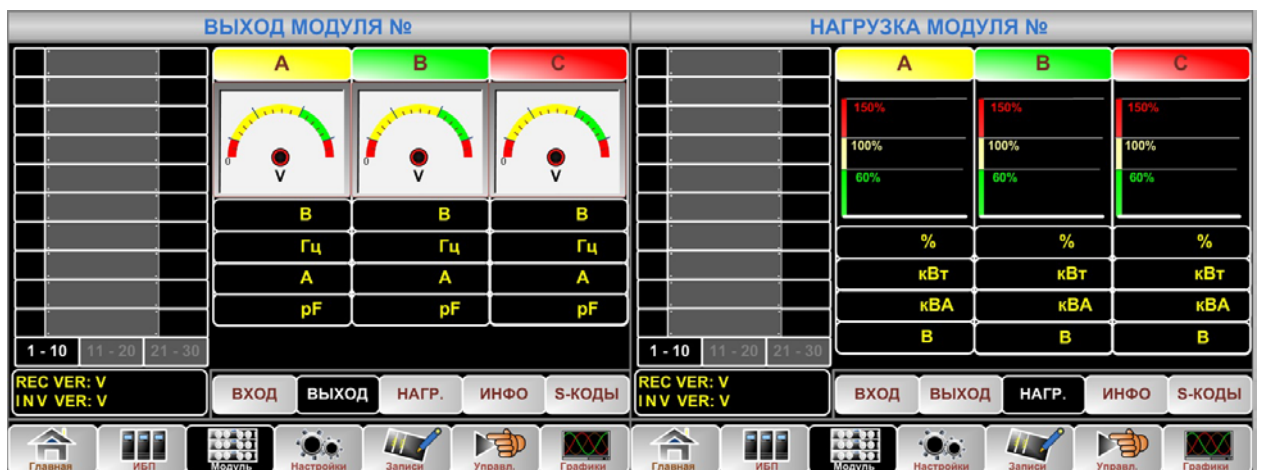 ВЫХОД МОДУЛЯ №
A B C
0 0 0
V V V
В В В
Гц Гц Гц
А А А
pF pF pF
1 - 10 11 - 20 21 - 30
REC VER: V
INV VER: V
ВХОД ВЫХОД НАГР. ИНФО S-КОДЫ
Главная ИБП Модуль Настройки Записи Управл. Графики
НАГРУЗКА МОДУЛЯ №
A B C
150% 150% 150%
100% 100% 100%
60% 60% 60%
% % %
кВт кВт кВт
кВА кВА кВА
В В В
1 - 10 11 - 20 21 - 30
REC VER: V
INV VER: V
ВХОД ВЫХОД НАГР. ИНФО S-КОДЫ
Главная ИБП Модуль Настройки Записи Управл. Графики